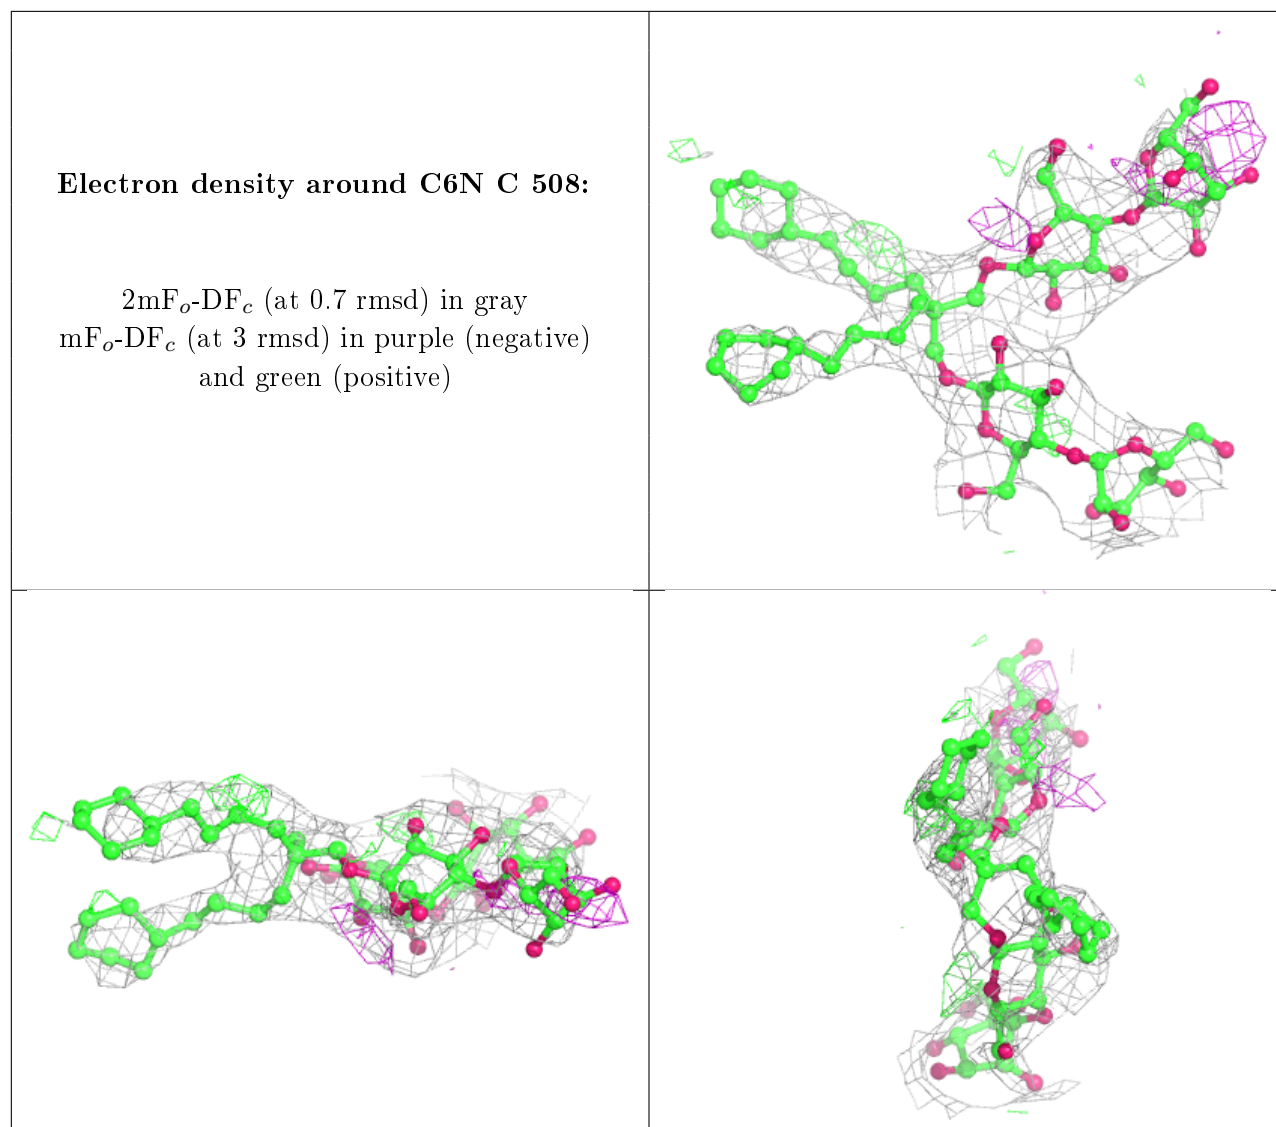 Electron density around C6N C 508:
2mFo-DFc (at 0.7 rmsd) in gray
mFo-DFc (at 3 rmsd) in purple (negative)
and green (positive)